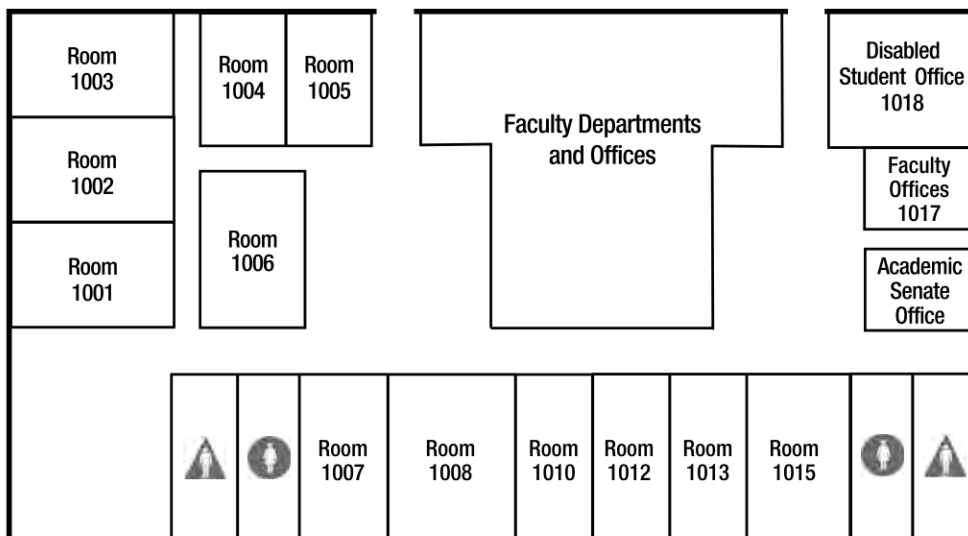 Room
1003
Room
1004
Room
1005
Faculty Departments
and Offices
Disabled
Student Office
1018
Room
1002
Faculty
Offices
1017
Room
1006
Room
1001
Academic
Senate
Office
Room
1007
Room
1008
Room
1010
Room
1012
Room
1013
Room
1015